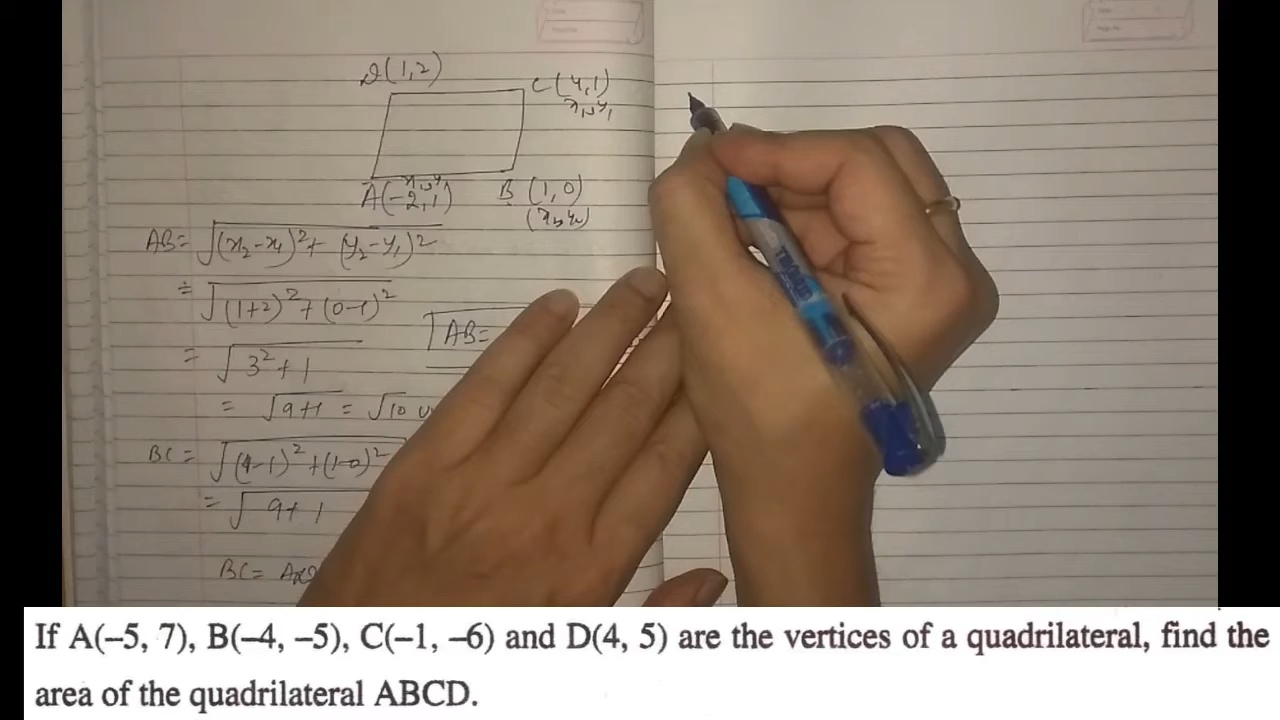 D(1,2)
C(4,1)
x1,y1
x1,y1
A(-2,1)
B (1,0)
(x2,y2)
AB= √(x2-x1)²+ (y2-y1)²
= √(1+2)²+(0-1)²
AB=
= √3²+1
= √9+1 = √10
BC = √(4-1)²+(1-0)²
= √9+1
BC=
If A(–5, 7), B(–4, –5), C(–1, –6) and D(4, 5) are the vertices of a quadrilateral, find the
area of the quadrilateral ABCD.